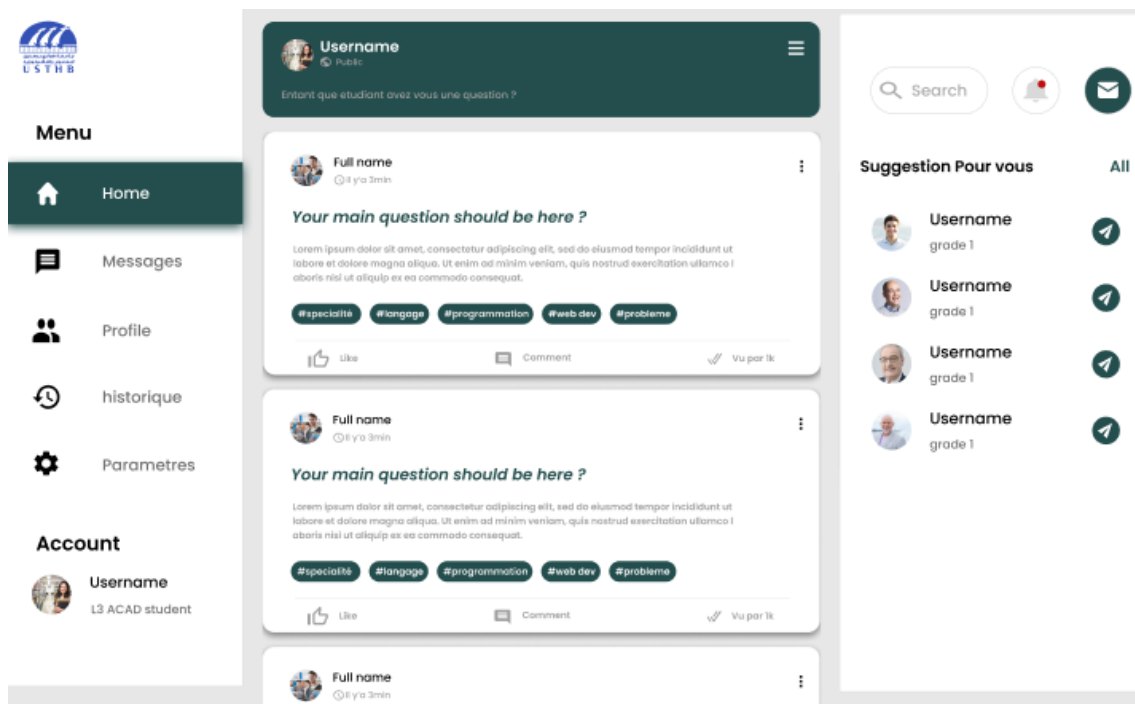 USTHB
Menu
Home
Messages
Profile
historique
Parametres
Account
Username
L3 ACAD student
Username
Public
Entant que etudiant avez vous une question ?
Full name
Il y'a 3min
Your main question should be here ?
Lorem ipsum dolor sit amet, consectetur adipiscing elit, sed do eiusmod tempor incididunt ut
labore et dolore magna aliqua. Ut enim ad minim veniam, quis nostrud exercitation ullamco l
aboris nisi ut aliquip ex ea commodo consequat.
#specialité #langage #programmation #web dev #probleme
Like Comment Vu par 1k
Full name
Il y'a 3min
Your main question should be here ?
Lorem ipsum dolor sit amet, consectetur adipiscing elit, sed do eiusmod tempor incididunt ut
labore et dolore magna aliqua. Ut enim ad minim veniam, quis nostrud exercitation ullamco l
aboris nisi ut aliquip ex ea commodo consequat.
#specialité #langage #programmation #web dev #probleme
Like Comment Vu par 1k
Full name
Il y'a 3min
Search
Suggestion Pour vous All
Username
grade 1
Username
grade 1
Username
grade 1
Username
grade 1